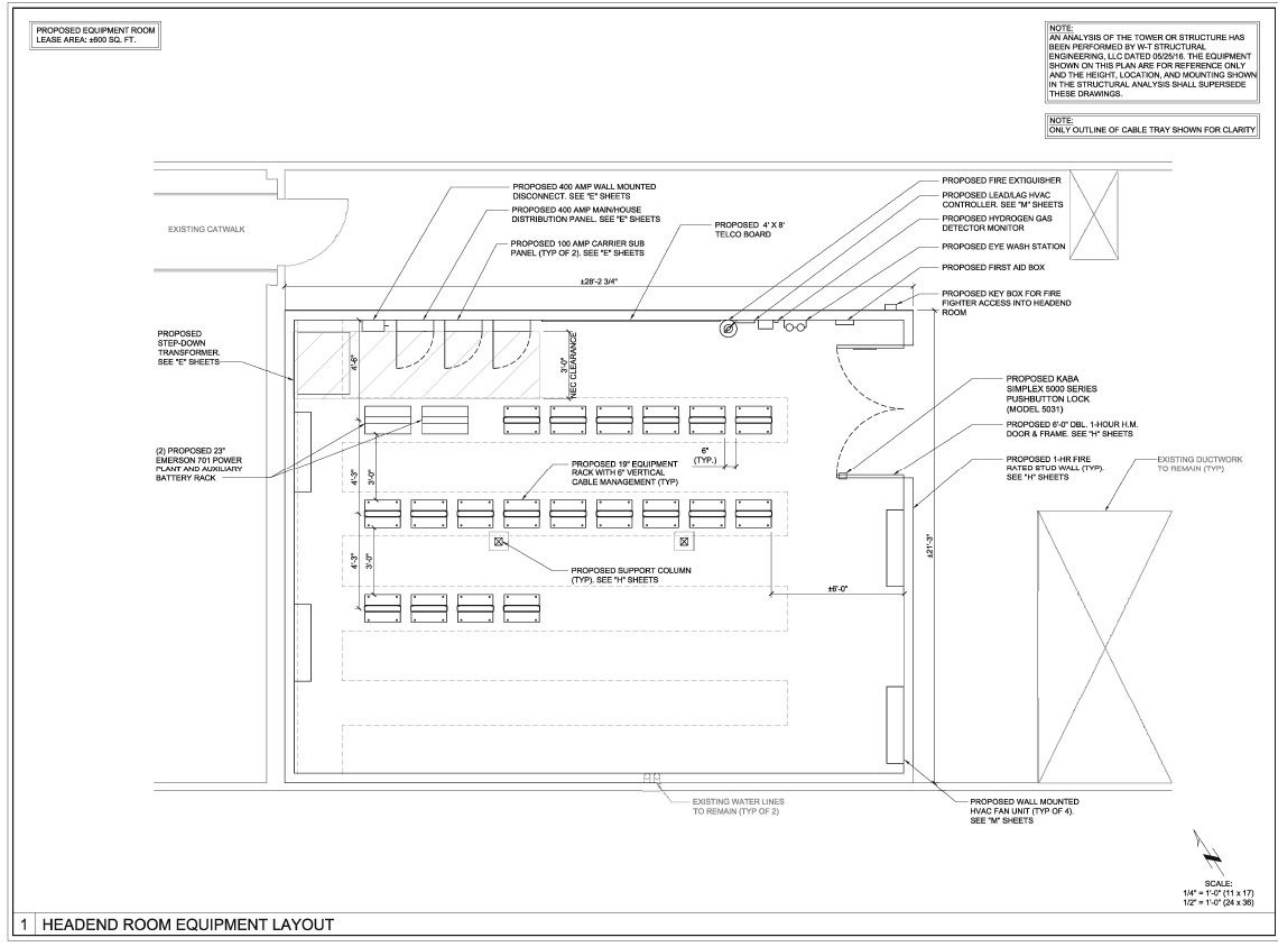 PROPOSED EQUIPMENT ROOM
LEASE AREA: ±600 SQ. FT.
NOTE:
AN ANALYSIS OF THE TOWER OR STRUCTURE HAS
BEEN PERFORMED BY W-T STRUCTURAL
ENGINEERING, LLC DATED 05/25/16. THE EQUIPMENT
SHOWN ON THIS PLAN ARE FOR REFERENCE ONLY
AND THE HEIGHT, LOCATION, AND MOUNTING SHOWN
IN THE STRUCTURAL ANALYSIS SHALL SUPERSEDE
THESE DRAWINGS.
NOTE:
ONLY OUTLINE OF CABLE TRAY SHOWN FOR CLARITY
EXISTING CATWALK
PROPOSED 400 AMP WALL MOUNTED
DISCONNECT. SEE "E" SHEETS
PROPOSED 400 AMP MAIN/HOUSE
DISTRIBUTION PANEL. SEE "E" SHEETS
PROPOSED 100 AMP CARRIER SUB
PANEL (TYP OF 2). SEE "E" SHEETS
PROPOSED 4' X 8'
TELCO BOARD
PROPOSED FIRE EXTIGUISHER
PROPOSED LEAD/LAG HVAC
CONTROLLER. SEE "M" SHEETS
PROPOSED HYDROGEN GAS
DETECTOR MONITOR
PROPOSED EYE WASH STATION
PROPOSED FIRST AID BOX
PROPOSED KEY BOX FOR FIRE
FIGHTER ACCESS INTO HEADEND
ROOM
±28'-2 3/4"
PROPOSED
STEP-DOWN
TRANSFORMER.
SEE "E" SHEETS
4'-6"
3'-0"
NEC CLEARANCE
PROPOSED KABA
SIMPLEX 5000 SERIES
PUSHBUTTON LOCK
(MODEL 5031)
PROPOSED 6'-0" DBL. 1-HOUR H.M.
DOOR & FRAME. SEE "H" SHEETS
PROPOSED 1-HR FIRE
RATED STUD WALL (TYP).
SEE "H" SHEETS
EXISTING DUCTWORK
TO REMAIN (TYP)
(2) PROPOSED 23"
EMERSON 701 POWER
PLANT AND AUXILIARY
BATTERY RACK
4'-3"
3'-0"
6"
(TYP.)
PROPOSED 19" EQUIPMENT
RACK WITH 6" VERTICAL
CABLE MANAGEMENT (TYP)
4'-3"
3'-0"
PROPOSED SUPPORT COLUMN
(TYP). SEE "H" SHEETS
±6'-0"
±21'-3"
EXISTING WATER LINES
TO REMAIN (TYP OF 2)
PROPOSED WALL MOUNTED
HVAC FAN UNIT (TYP OF 4).
SEE "M" SHEETS
SCALE:
1/4" = 1'-0" (11 x 17)
1/2" = 1'-0" (24 x 36)
1 HEADEND ROOM EQUIPMENT LAYOUT